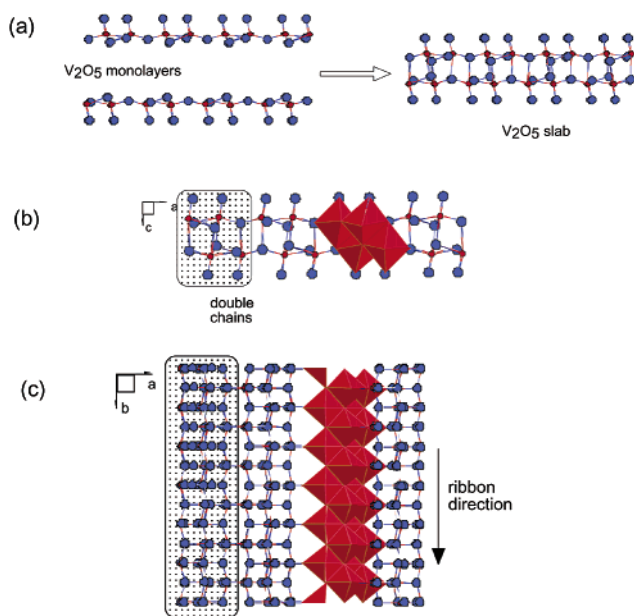 (a)
V2O5 monolayers
V2O5 slab
(b)
a
c
double
chains
(c)
a
b
ribbon
direction